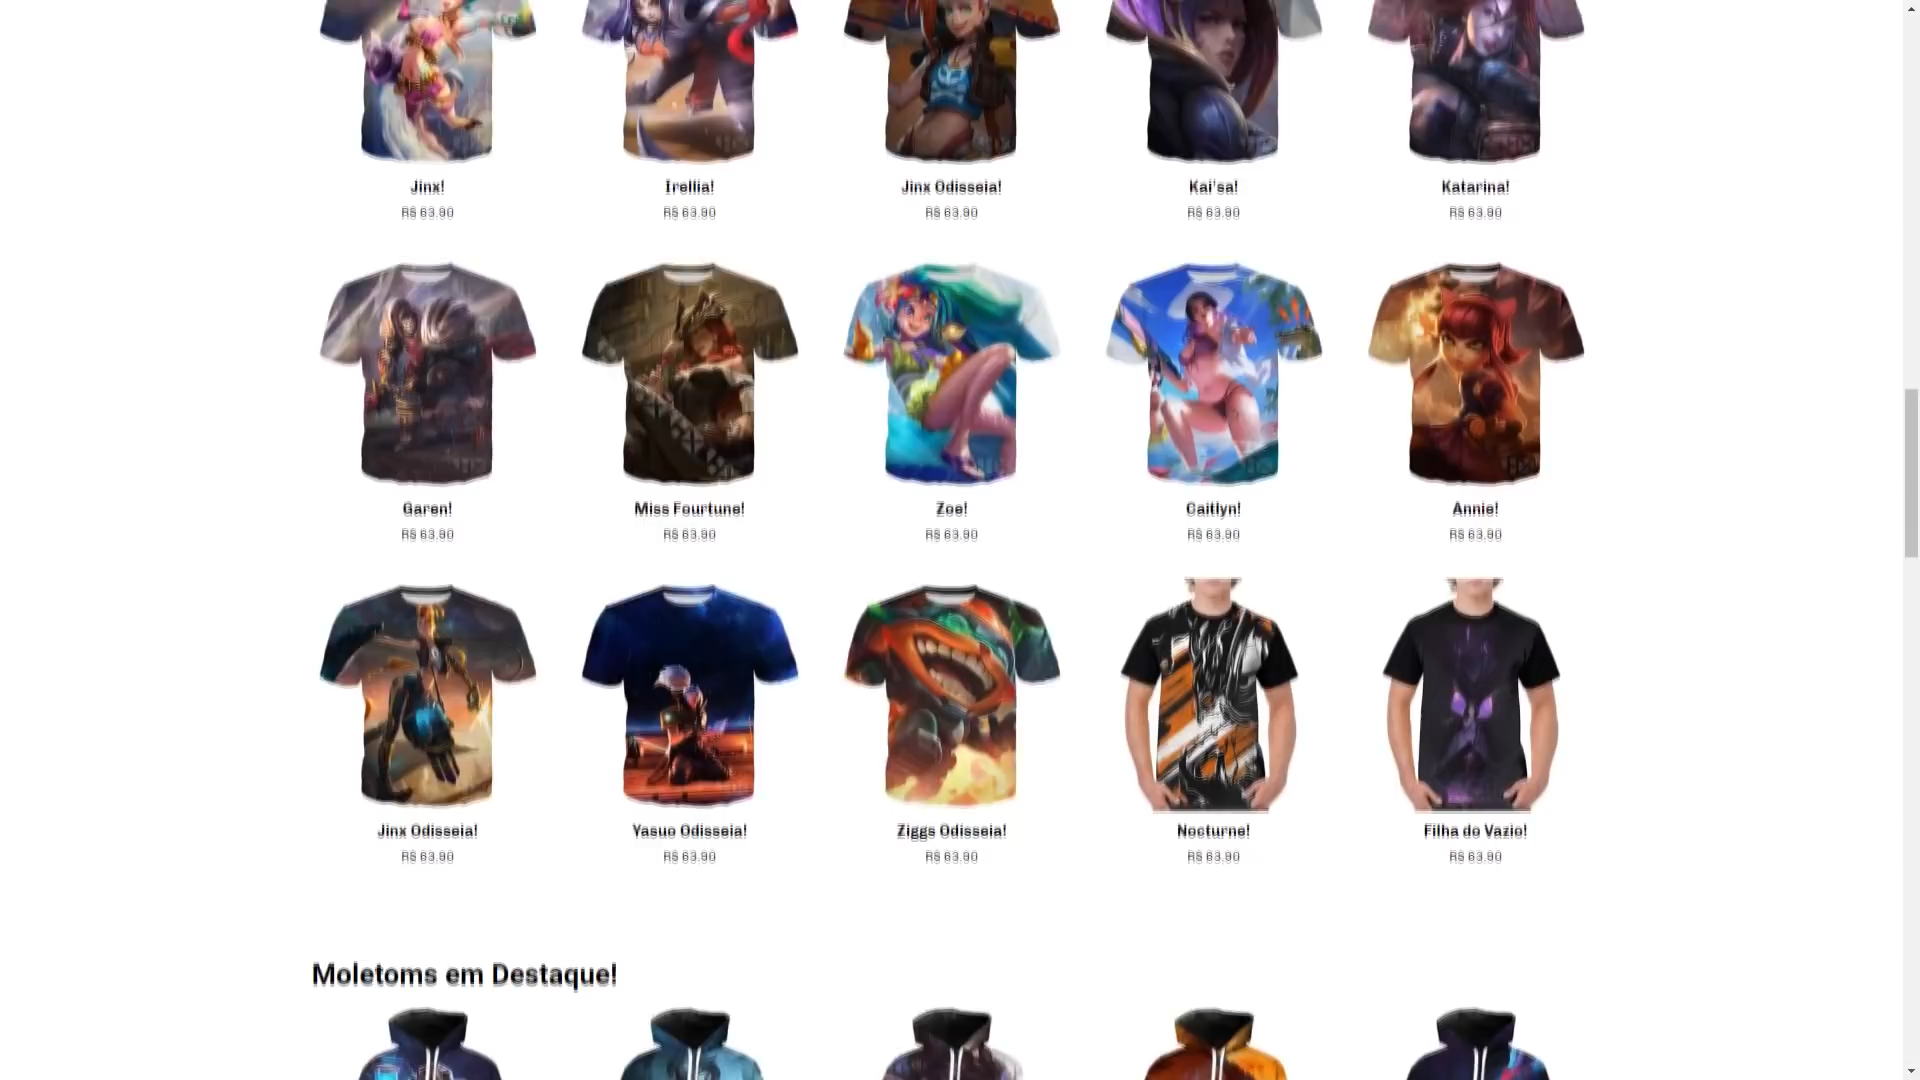 Jinx!
R$ 63,90
Irellia!
R$ 63,90
Jinx Odisseia!
R$ 63,90
Kai'sa!
R$ 63,90
Katarina!
R$ 63,90
Garen!
R$ 63,90
Miss Fourtune!
R$ 63,90
Zoe!
R$ 63,90
Caitlyn!
R$ 63,90
Annie!
R$ 63,90
Jinx Odisseia!
R$ 63,90
Yasuo Odisseia!
R$ 63,90
Ziggs Odisseia!
R$ 63,90
Nocturne!
R$ 63,90
Filha do Vazio!
R$ 63,90
Moletoms em Destaque!